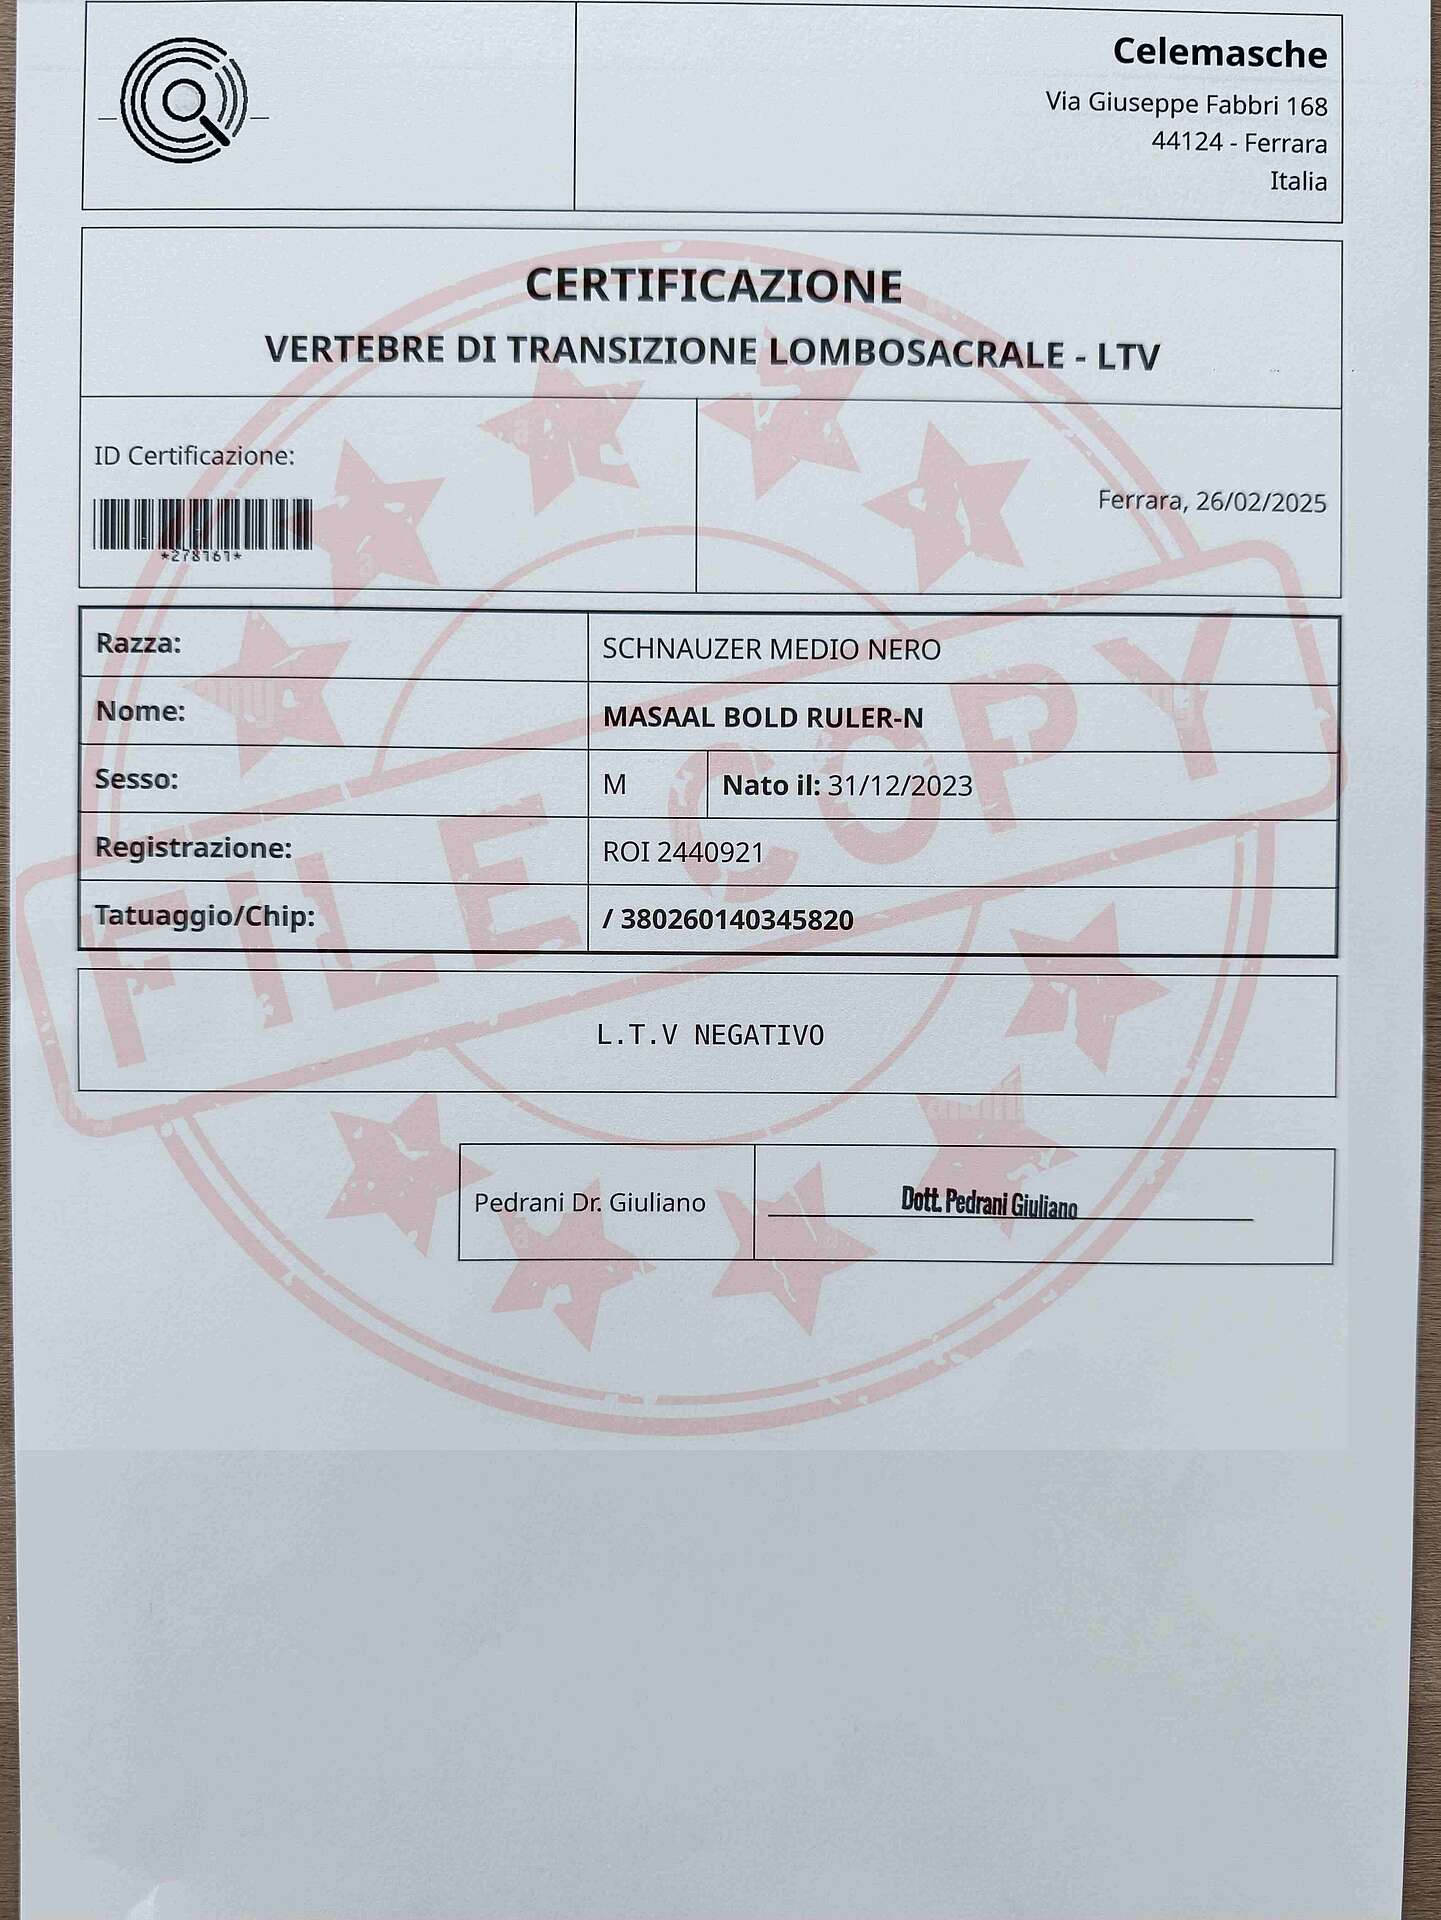 Celemasche
Via Giuseppe Fabbri 168
44124 - Ferrara
Italia
CERTIFICAZIONE
VERTEBRE DI TRANSIZIONE LOMBOSACRALE - LTV
ID Certificazione:
*278161*
Ferrara, 26/02/2025
Razza: SCHNAUZER MEDIO NERO
Nome: MASAAL BOLD RULER-N
Sesso: M Nato il: 31/12/2023
Registrazione: ROI 2440921
Tatuaggio/Chip: / 380260140345820
FILE COPY
L.T.V NEGATIVO
Pedrani Dr. Giuliano
Dott. Pedrani Giuliano